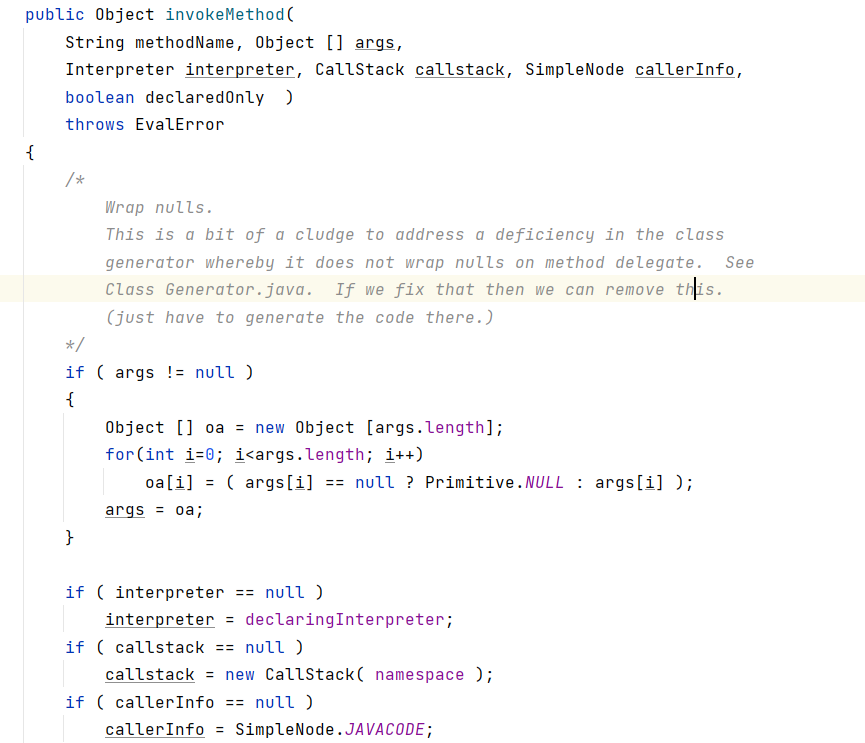 public Object invokeMethod(
    String methodName, Object [] args,
    Interpreter interpreter, CallStack callstack, SimpleNode callerInfo,
    boolean declaredOnly  )
    throws EvalError
{
    /*
        Wrap nulls.
        This is a bit of a cludge to address a deficiency in the class
        generator whereby it does not wrap nulls on method delegate.  See
        Class Generator.java.  If we fix that then we can remove this.
        (just have to generate the code there.)
    */
    if ( args != null )
    {
        Object [] oa = new Object [args.length];
        for(int i=0; i<args.length; i++)
            oa[i] = ( args[i] == null ? Primitive.NULL : args[i] );
        args = oa;
    }

    if ( interpreter == null )
        interpreter = declaringInterpreter;
    if ( callstack == null )
        callstack = new CallStack( namespace );
    if ( callerInfo == null )
        callerInfo = SimpleNode.JAVACODE;